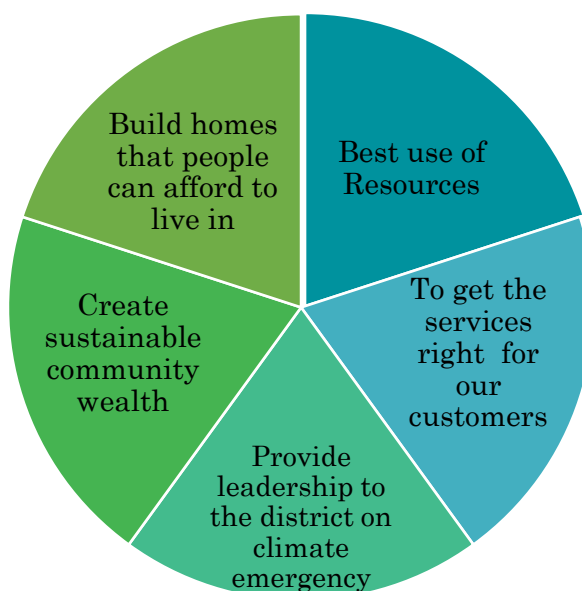 Best use of
Resources
To get the
services
right for
our
customers
Provide
leadership to
the district on
climate
emergency
Create
sustainable
community
wealth
Build homes
that people
can afford to
live in